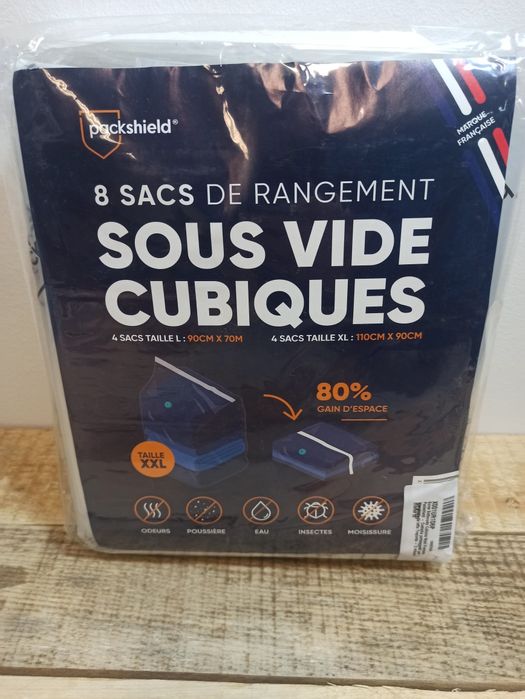 packshield®
MARQUE
FRANÇAISE
8 SACS DE RANGEMENT
SOUS VIDE
CUBIQUES
4 SACS TAILLE L : 90CM X 70M
4 SACS TAILLE XL : 110CM X 90CM
80%
GAIN D'ESPACE
TAILLE
XXL
ODEURS
POUSSIÈRE
EAU
INSECTES
MOISISSURE